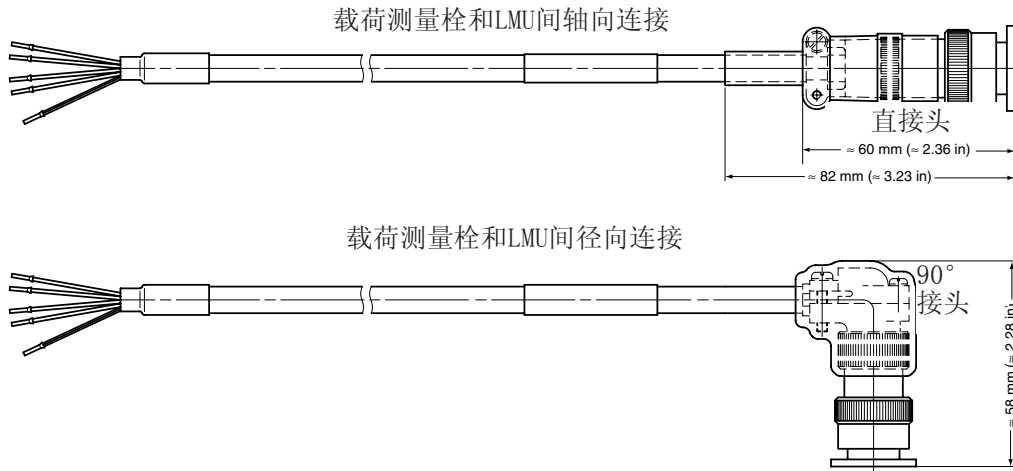 载荷测量栓和LMU间轴向连接
直接头
≈ 60 mm (≈ 2.36 in)
≈ 82 mm (≈ 3.23 in)
载荷测量栓和LMU间径向连接
90°
接头
≈ 58 mm (≈ 2.28 in)